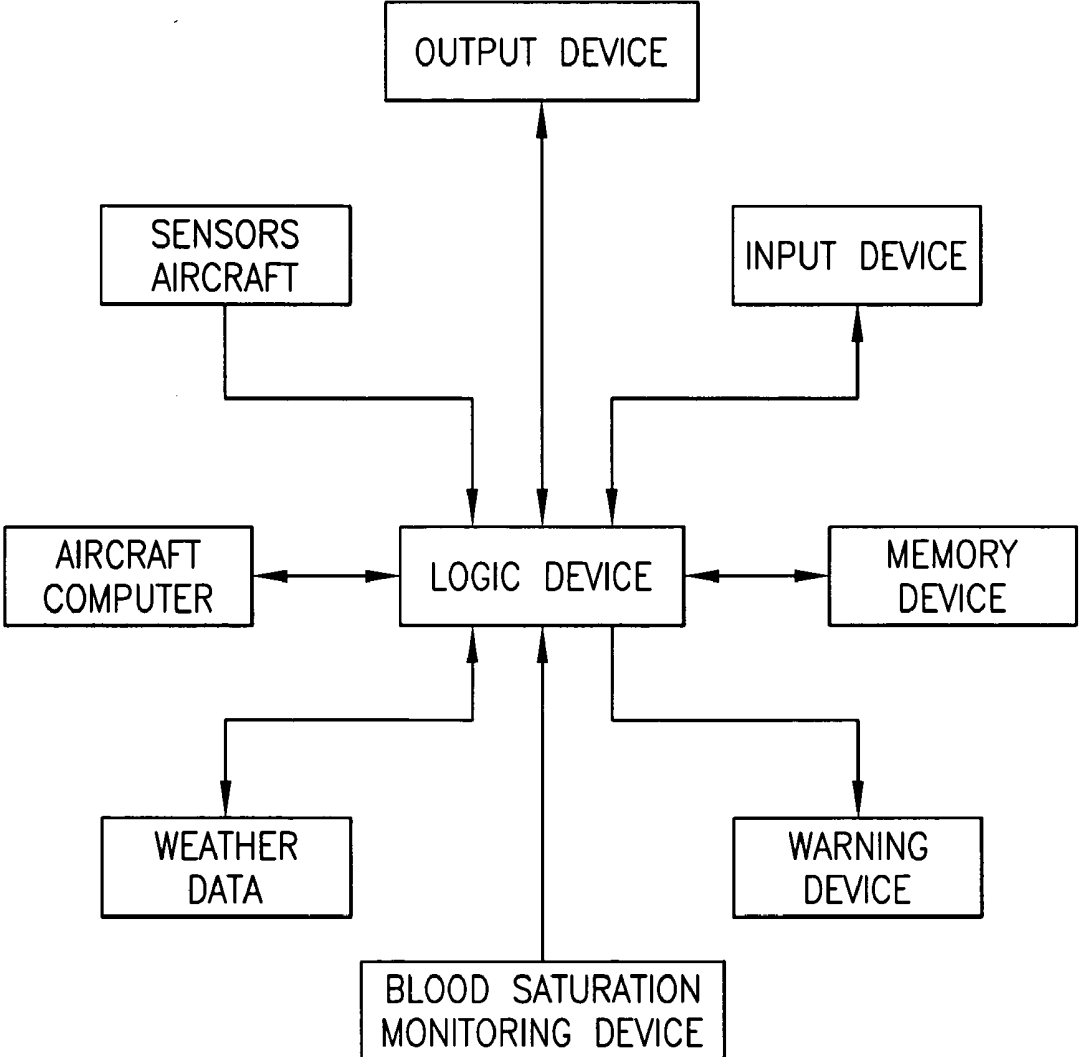 OUTPUT DEVICE
SENSORS
AIRCRAFT
INPUT DEVICE
AIRCRAFT
COMPUTER
LOGIC DEVICE
MEMORY
DEVICE
WEATHER
DATA
WARNING
DEVICE
BLOOD SATURATION
MONITORING DEVICE